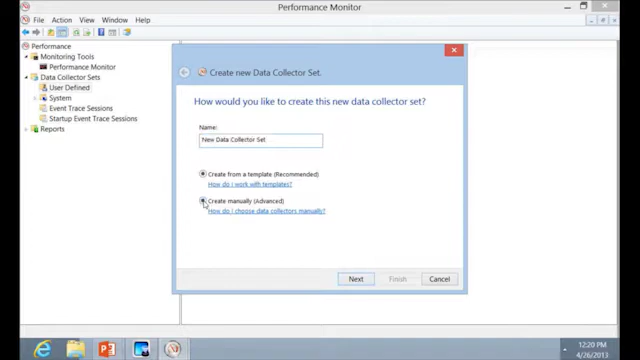 Performance Monitor
File Action View Window Help
Performance
Monitoring Tools
Performance Monitor
Data Collector Sets
User Defined
System
Event Trace Sessions
Startup Event Trace Sessions
Reports
Create new Data Collector Set.
How would you like to create this new data collector set?
Name:
New Data Collector Set
Create from a template (Recommended)
How do I work with templates?
Create manually (Advanced)
How do I choose data collectors manually?
Next Finish Cancel
12:20 PM
4/26/2013